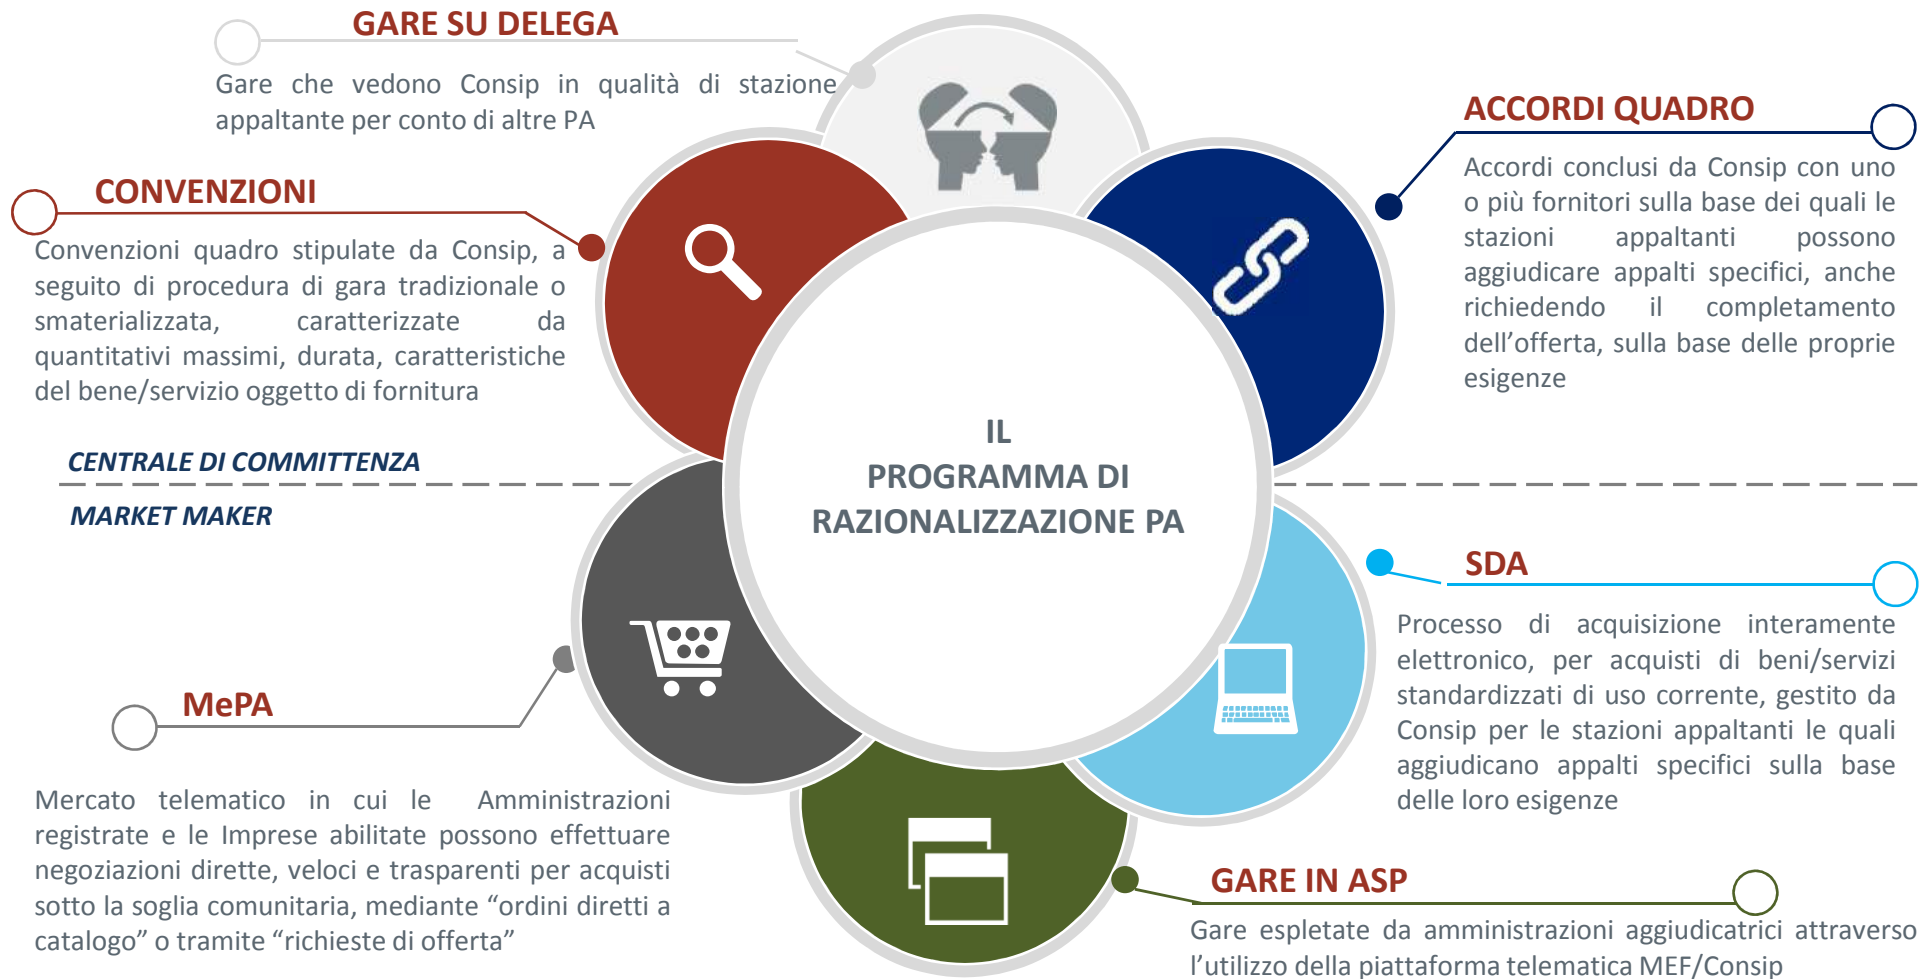 GARE SU DELEGA
Gare che vedono Consip in qualità di stazione
appaltante per conto di altre PA
CONVENZIONI
Convenzioni quadro stipulate da Consip, a
seguito di procedura di gara tradizionale o
smaterializzata, caratterizzate da
quantitativi massimi, durata, caratteristiche
del bene/servizio oggetto di fornitura
ACCORDI QUADRO
Accordi conclusi da Consip con uno
o più fornitori sulla base dei quali le
stazioni appaltanti possono
aggiudicare appalti specifici, anche
richiedendo il completamento
dell’offerta, sulla base delle proprie
esigenze
CENTRALE DI COMMITTENZA
MARKET MAKER
IL
PROGRAMMA DI
RAZIONALIZZAZIONE PA
SDA
Processo di acquisizione interamente
elettronico, per acquisti di beni/servizi
standardizzati di uso corrente, gestito da
Consip per le stazioni appaltanti le quali
aggiudicano appalti specifici sulla base
delle loro esigenze
MePA
Mercato telematico in cui le Amministrazioni
registrate e le Imprese abilitate possono effettuare
negoziazioni dirette, veloci e trasparenti per acquisti
sotto la soglia comunitaria, mediante “ordini diretti a
catalogo” o tramite “richieste di offerta”
GARE IN ASP
Gare espletate da amministrazioni aggiudicatrici attraverso
l’utilizzo della piattaforma telematica MEF/Consip